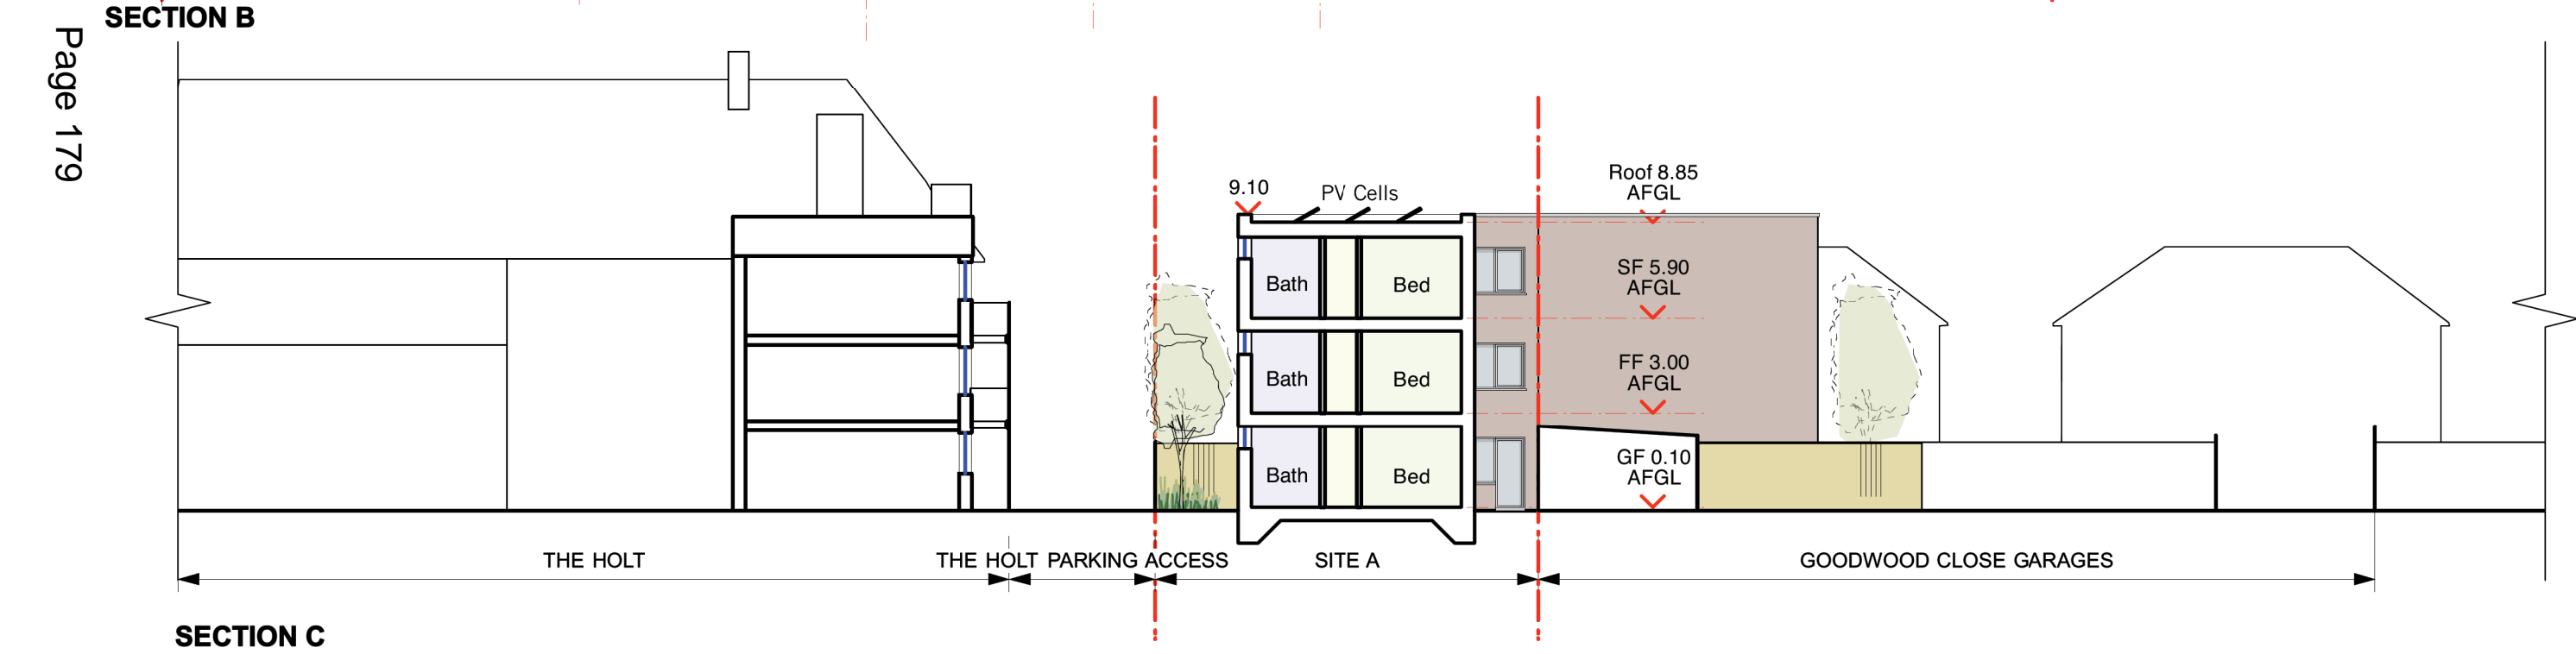 SECTION B
Page 179
9.10
PV Cells
Roof 8.85
AFGL
SF 5.90
AFGL
Bath
Bed
FF 3.00
AFGL
Bath
Bed
GF 0.10
AFGL
Bath
Bed
THE HOLT
THE HOLT PARKING ACCESS
SITE A
GOODWOOD CLOSE GARAGES
SECTION C